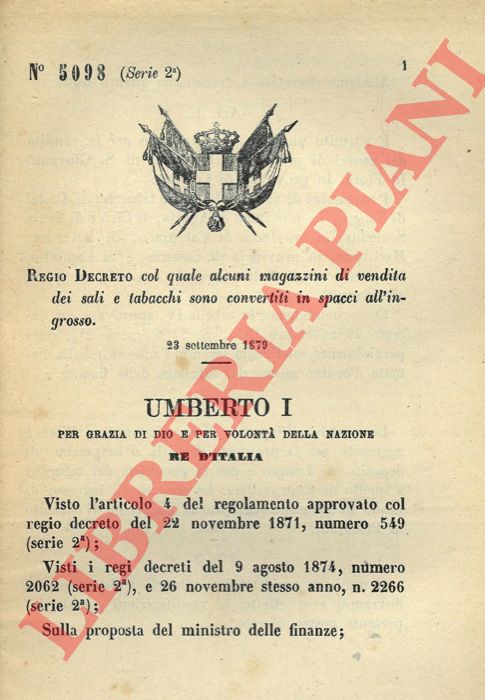 Nº 5098 (Serie 2ª)
1
REGIO DECRETO col quale alcuni magazzini di vendita
dei sali e tabacchi sono convertiti in spacci all'in-
grosso.
23 settembre 1879
UMBERTO I
PER GRAZIA DI DIO E PER VOLONTÀ DELLA NAZIONE
RE D'ITALIA
Visto l'articolo 4 del regolamento approvato col
regio decreto del 22 novembre 1871, numero 549
(serie 2ª);
Visti i regi decreti del 9 agosto 1874, numero
2062 (serie 2ª), e 26 novembre stesso anno, n. 2266
(serie 2ª);
Sulla proposta del ministro delle finanze;
LIBRERIA PIANI